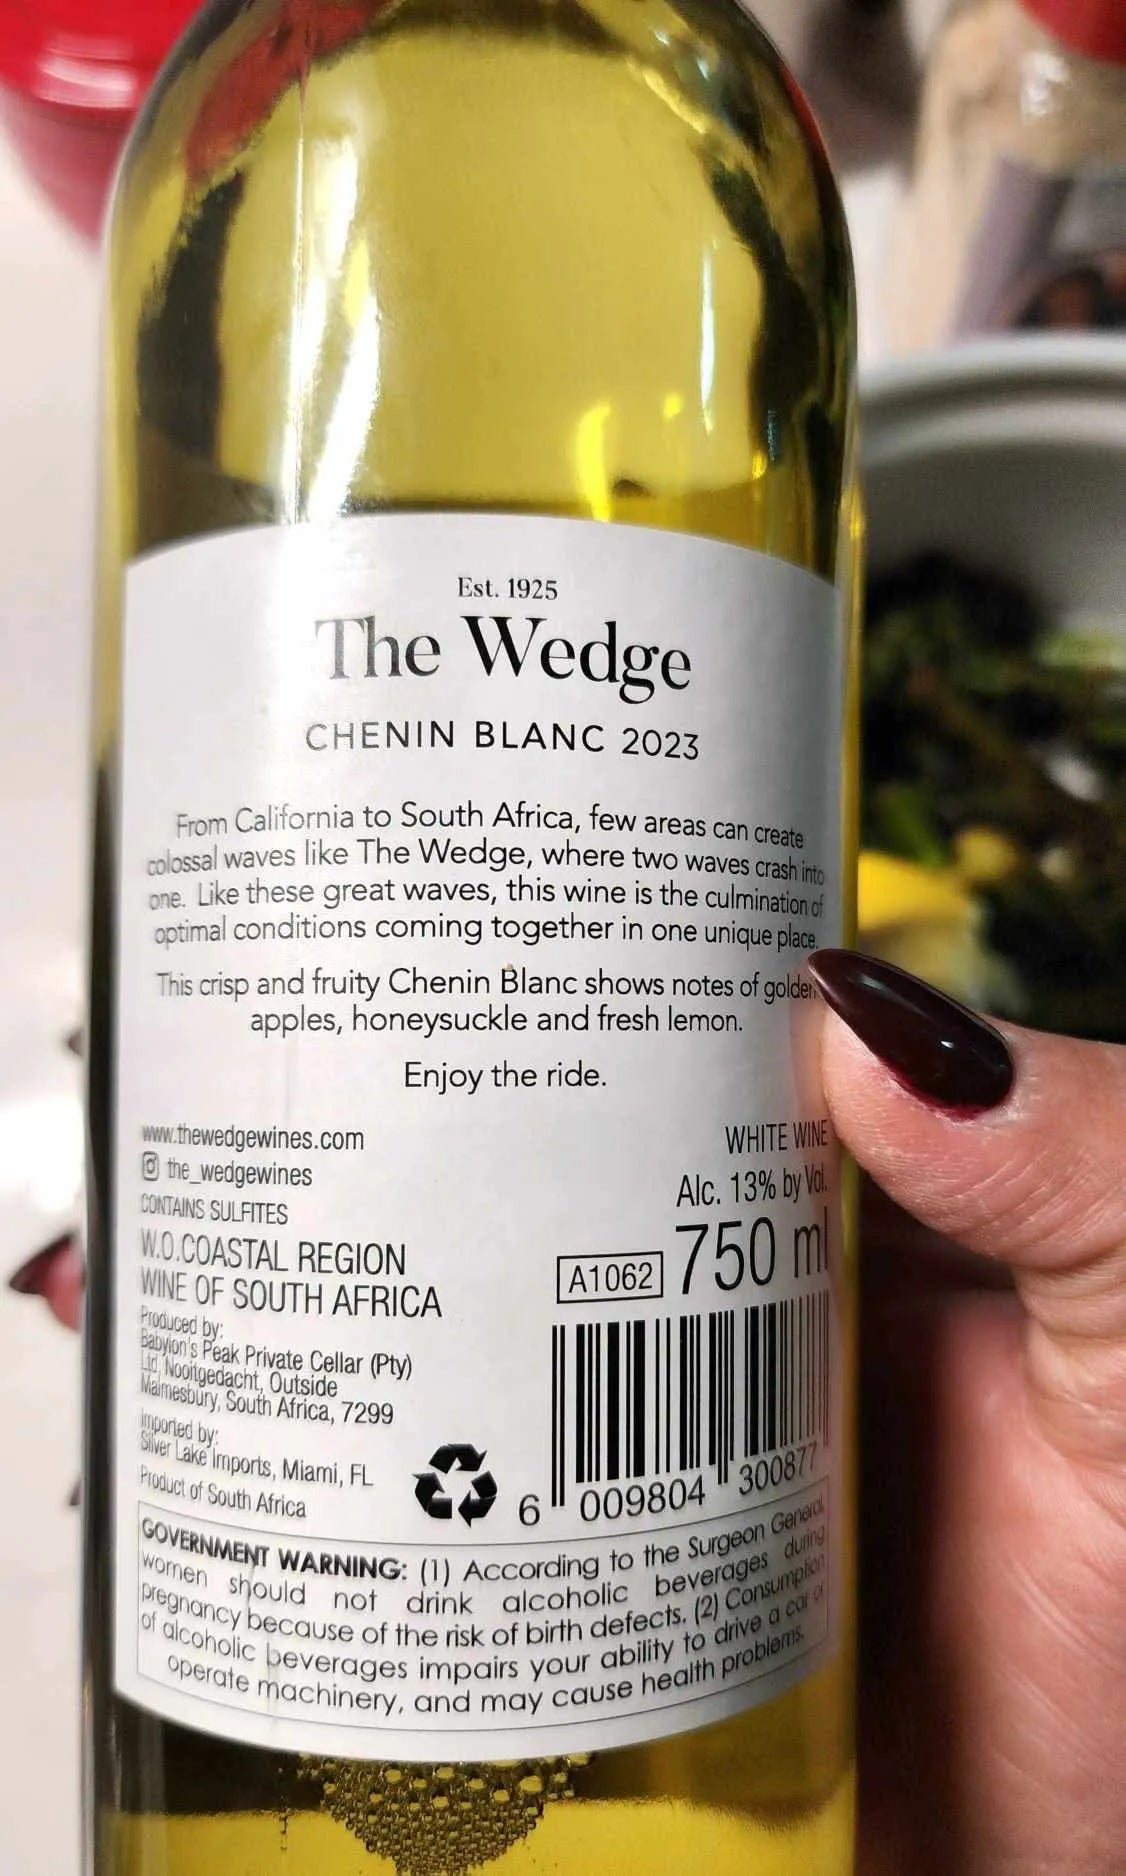 Est. 1925
The Wedge
CHENIN BLANC 2023
From California to South Africa, few areas can create
colossal waves like The Wedge, where two waves crash into
one. Like these great waves, this wine is the culmination of
optimal conditions coming together in one unique place.
This crisp and fruity Chenin Blanc shows notes of golden
apples, honeysuckle and fresh lemon.
Enjoy the ride.
www.thewedgewines.com
the_wedgewines
CONTAINS SULFITES
W.O.COASTAL REGION
WINE OF SOUTH AFRICA
Produced by:
Babylon's Peak Private Cellar (Pty)
Ltd, Nooitgedacht, Outside
Malmesbury, South Africa, 7299
Imported by:
Silver Lake Imports, Miami, FL
Product of South Africa
WHITE WINE
Alc. 13% by Vol.
A1062 750 ml
6 009804 300877
GOVERNMENT WARNING: (1) According to the Surgeon General,
women should not drink alcoholic beverages during
pregnancy because of the risk of birth defects. (2) Consumption
of alcoholic beverages impairs your ability to drive a car or
operate machinery, and may cause health problems.